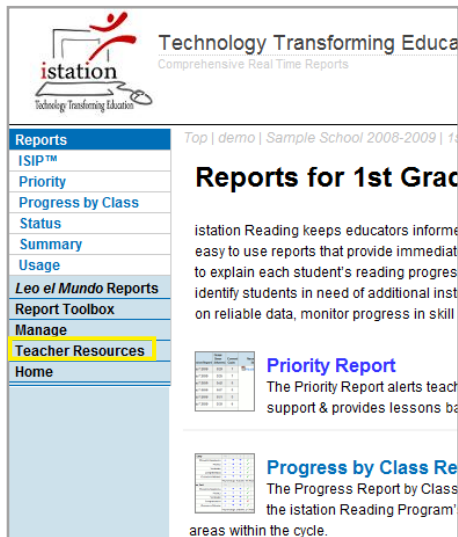 istation
Technology Transforming Education
Technology Transforming Educa
Comprehensive Real Time Reports
Reports
ISIP™
Priority
Progress by Class
Status
Summary
Usage
Leo el Mundo Reports
Report Toolbox
Manage
Teacher Resources
Home
Top | demo | Sample School 2008-2009 | 1s
Reports for 1st Grad
istation Reading keeps educators informe
easy to use reports that provide immediat
to explain each student's reading progres
identify students in need of additional inst
on reliable data, monitor progress in skill
Priority Report
The Priority Report alerts teach
support & provides lessons ba
Progress by Class Re
The Progress Report by Class
the istation Reading Program'
areas within the cycle.